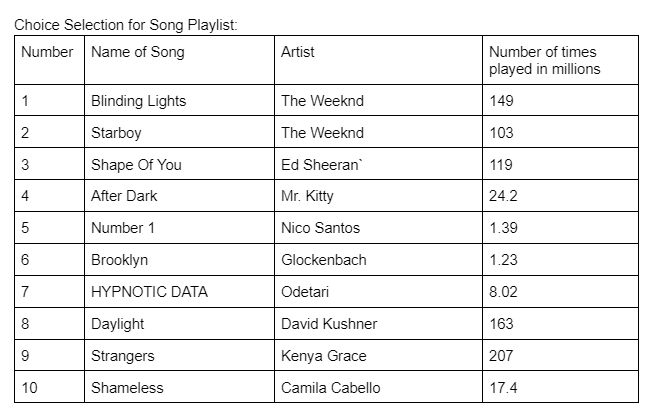 Choice Selection for Song Playlist:
Number Name of Song Artist Number of times
played in millions
1 Blinding Lights The Weeknd 149
2 Starboy The Weeknd 103
3 Shape Of You Ed Sheeran` 119
4 After Dark Mr. Kitty 24.2
5 Number 1 Nico Santos 1.39
6 Brooklyn Glockenbach 1.23
7 HYPNOTIC DATA Odetari 8.02
8 Daylight David Kushner 163
9 Strangers Kenya Grace 207
10 Shameless Camila Cabello 17.4